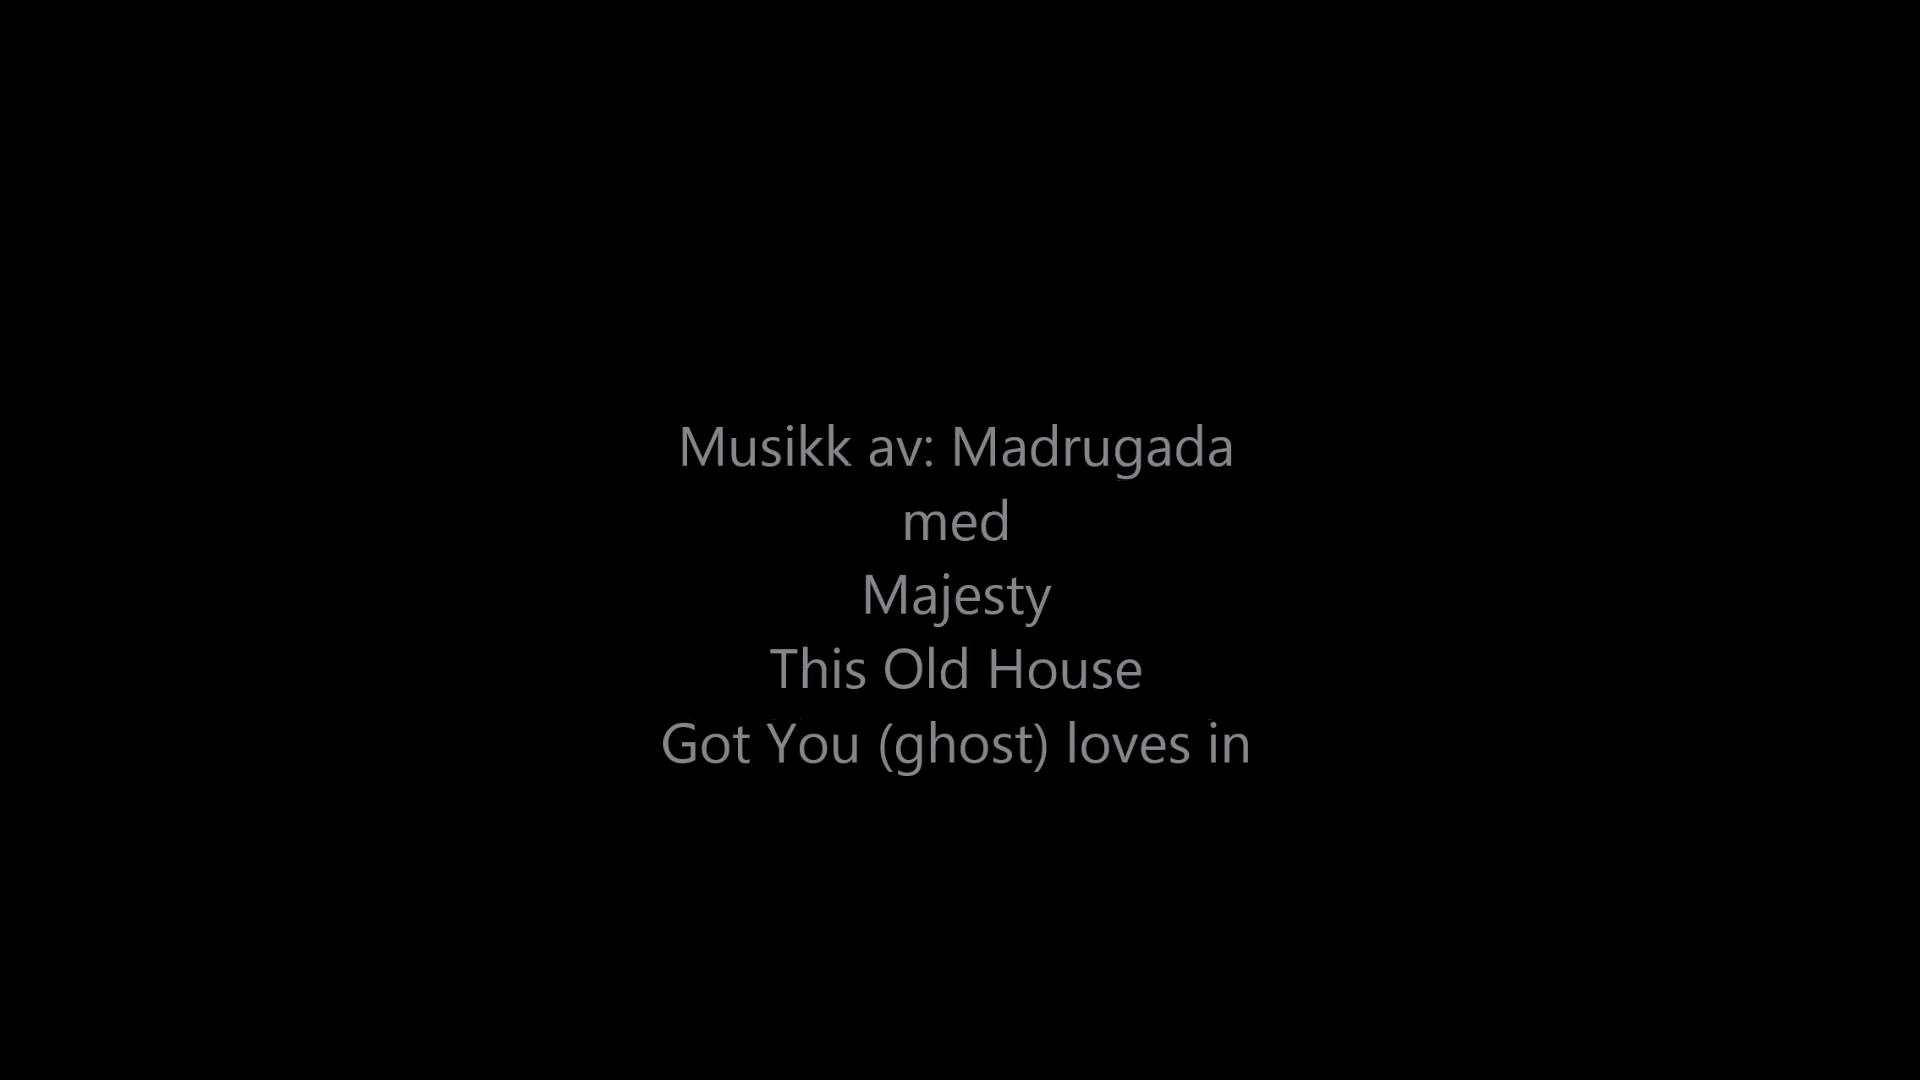 Musikk av: Madrugada
med
Majesty
This Old House
Got You (ghost) loves in